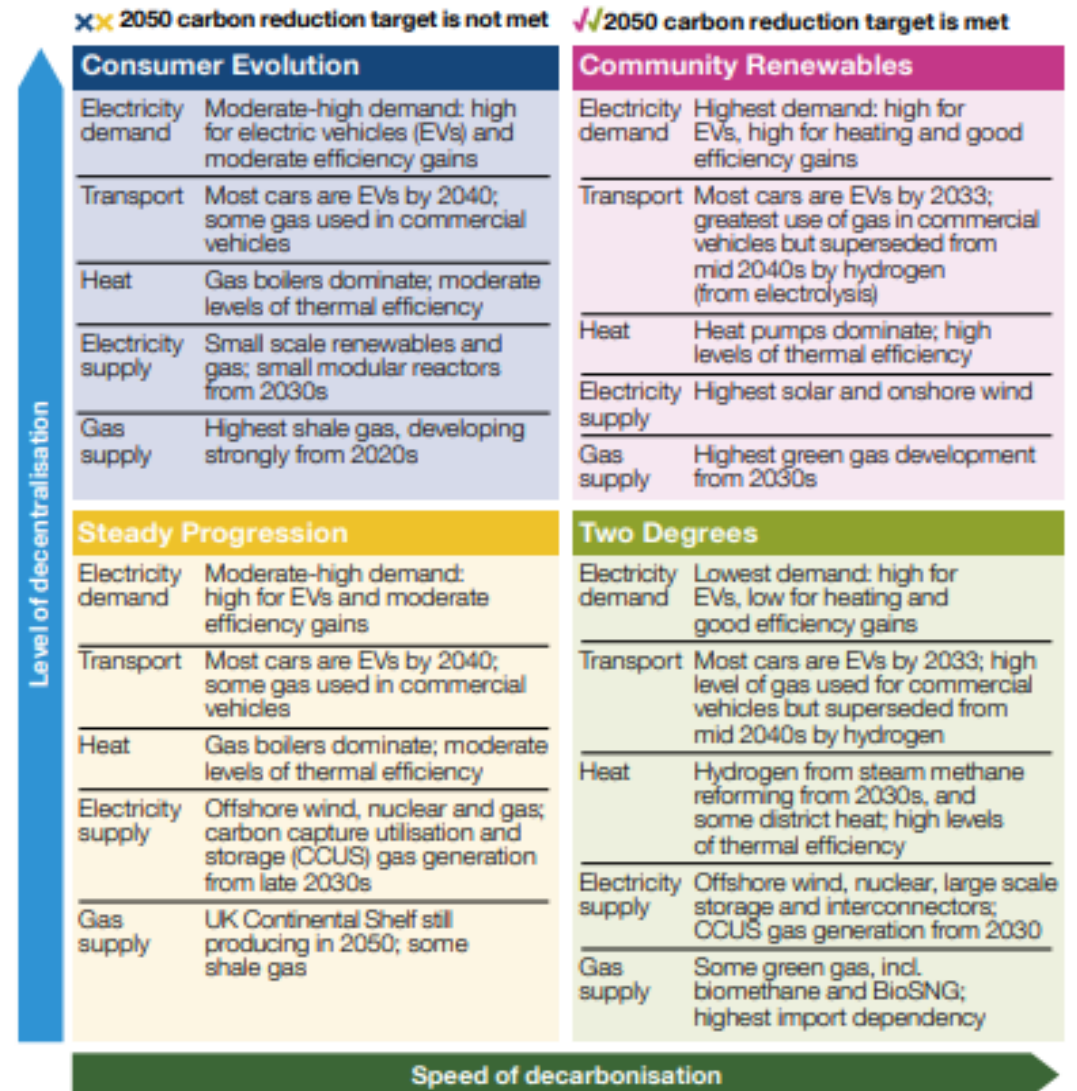 2050 carbon reduction target is not met
2050 carbon reduction target is met
Level of decentralisation
Consumer Evolution
Electricity demand
Moderate-high demand: high
for electric vehicles (EVs) and
moderate efficiency gains
Transport
Most cars are EVs by 2040;
some gas used in commercial
vehicles
Heat
Gas boilers dominate; moderate
levels of thermal efficiency
Electricity
supply
Small scale renewables and
gas; small modular reactors
from 2030s
Gas
supply
Highest shale gas, developing
strongly from 2020s
Community Renewables
Electricity
demand
Highest demand: high for
EVs, high for heating and good
efficiency gains
Transport
Most cars are EVs by 2033;
greatest use of gas in commercial
vehicles but superseded from
mid 2040s by hydrogen
(from electrolysis)
Heat
Heat pumps dominate; high
levels of thermal efficiency
Electricity
supply
Highest solar and onshore wind
Gas
supply
Highest green gas development
from 2030s
Steady Progression
Electricity
demand
Moderate-high demand:
high for EVs and moderate
efficiency gains
Transport
Most cars are EVs by 2040;
some gas used in commercial
vehicles
Heat
Gas boilers dominate; moderate
levels of thermal efficiency
Electricity
supply
Offshore wind, nuclear and gas;
carbon capture utilisation and
storage (CCUS) gas generation
from late 2030s
Gas
supply
UK Continental Shelf still
producing in 2050; some
shale gas
Two Degrees
Electricity
demand
Lowest demand: high for
EVs, low for heating and
good efficiency gains
Transport
Most cars are EVs by 2033; high
level of gas used for commercial
vehicles but superseded from
mid 2040s by hydrogen
Heat
Hydrogen from steam methane
reforming from 2030s, and
some district heat; high levels
of thermal efficiency
Electricity
supply
Offshore wind, nuclear, large scale
storage and interconnectors;
CCUS gas generation from 2030
Gas
supply
Some green gas, incl.
biomethane and BioSNG;
highest import dependency
Speed of decarbonisation